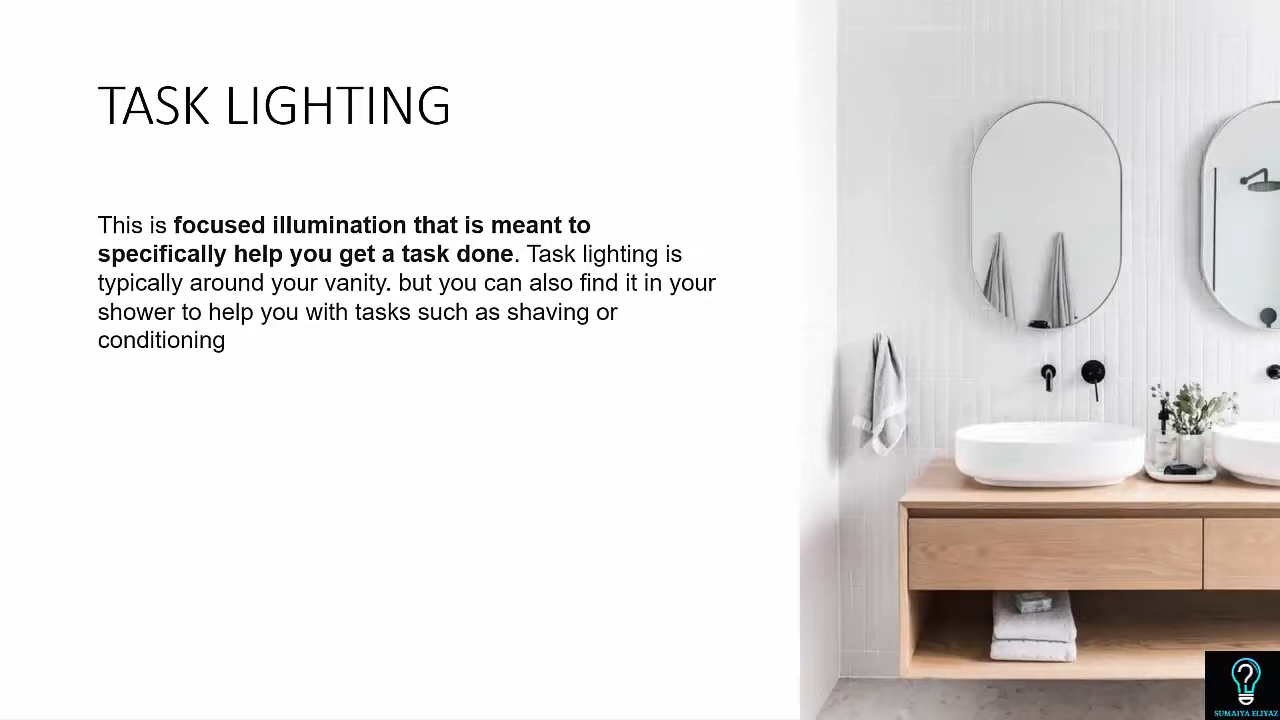 TASK LIGHTING
This is focused illumination that is meant to
specifically help you get a task done. Task lighting is
typically around your vanity. but you can also find it in your
shower to help you with tasks such as shaving or
conditioning
SUMAIYA ELIYAZ